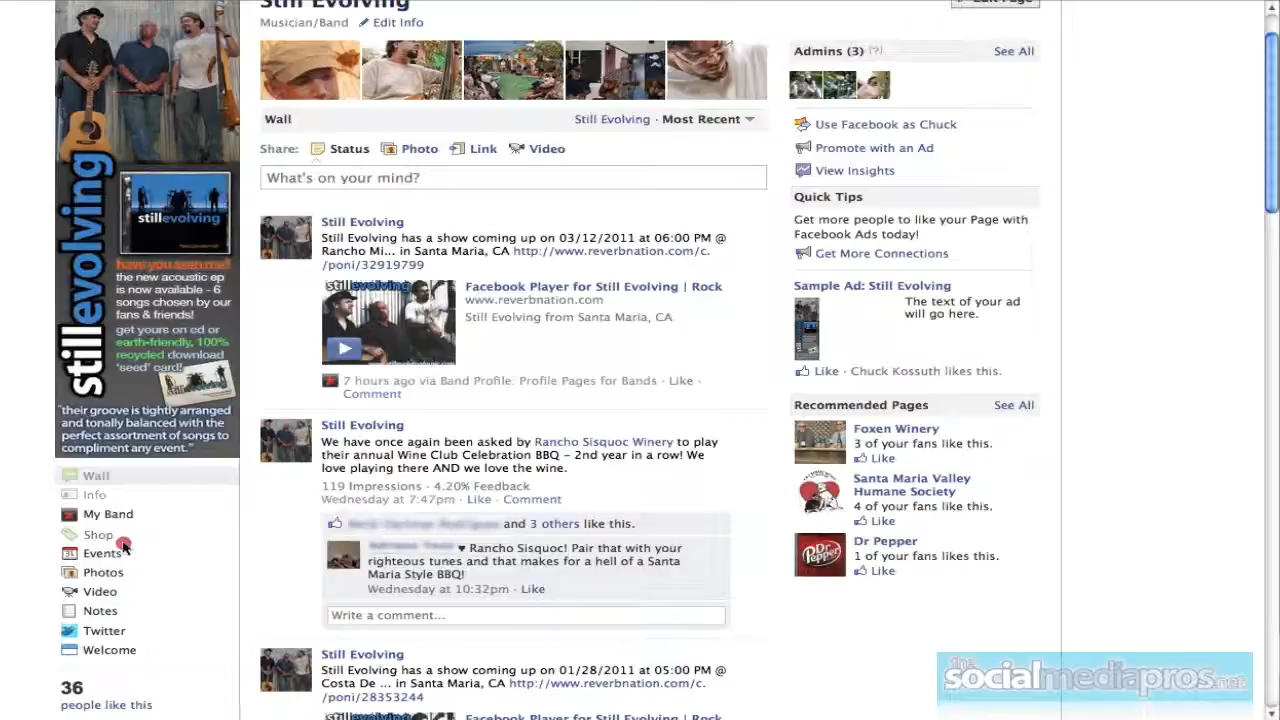 Still Evolving
Edit Page
Musician/Band Edit Info
Admins (3) [?] See All
Wall Still Evolving · Most Recent
Use Facebook as Chuck
Promote with an Ad
View Insights
Share: Status Photo Link Video
What's on your mind?
Quick Tips
Get more people to like your Page with
Facebook Ads today!
Get More Connections
Sample Ad: Still Evolving
The text of your ad
will go here.
Like · Chuck Kossuth likes this.
Recommended Pages See All
Foxen Winery
3 of your fans like this.
Like
Santa Maria Valley
Humane Society
4 of your fans like this.
Like
Dr Pepper
1 of your fans like this.
Like
Still Evolving
Still Evolving has a show coming up on 03/12/2011 at 06:00 PM @
Rancho Mi... in Santa Maria, CA http://www.reverbnation.com/c.
/poni/32919799
stillevolving
Facebook Player for Still Evolving | Rock
www.reverbnation.com
Still Evolving from Santa Maria, CA
7 hours ago via Band Profile: Profile Pages for Bands · Like ·
Comment
Still Evolving
We have once again been asked by Rancho Sisquoc Winery to play
their annual Wine Club Celebration BBQ - 2nd year in a row! We
love playing there AND we love the wine.
119 Impressions · 4.20% Feedback
Wednesday at 7:47pm · Like · Comment
and 3 others like this.
♥ Rancho Sisquoc! Pair that with your
righteous tunes and that makes for a hell of a Santa
Maria Style BBQ!
Wednesday at 10:32pm · Like
Write a comment...
Still Evolving
Still Evolving has a show coming up on 01/28/2011 at 05:00 PM @
Costa De ... in Santa Maria, CA http://www.reverbnation.com/c.
/poni/28353244
stillevolving
Facebook Player for Still Evolving | Rock
stillevolving
stillevolving
have you seen me?
the new acoustic ep
is now available - 6
songs chosen by our
fans & friends!
get yours on cd or
earth-friendly, 100%
recycled download
'seed' card!
"their groove is tightly arranged
and tonally balanced with the
perfect assortment of songs to
compliment any event."
Wall
Info
My Band
Shop
Events
Photos
Video
Notes
Twitter
Welcome
36
people like this
the
socialmediapros.net